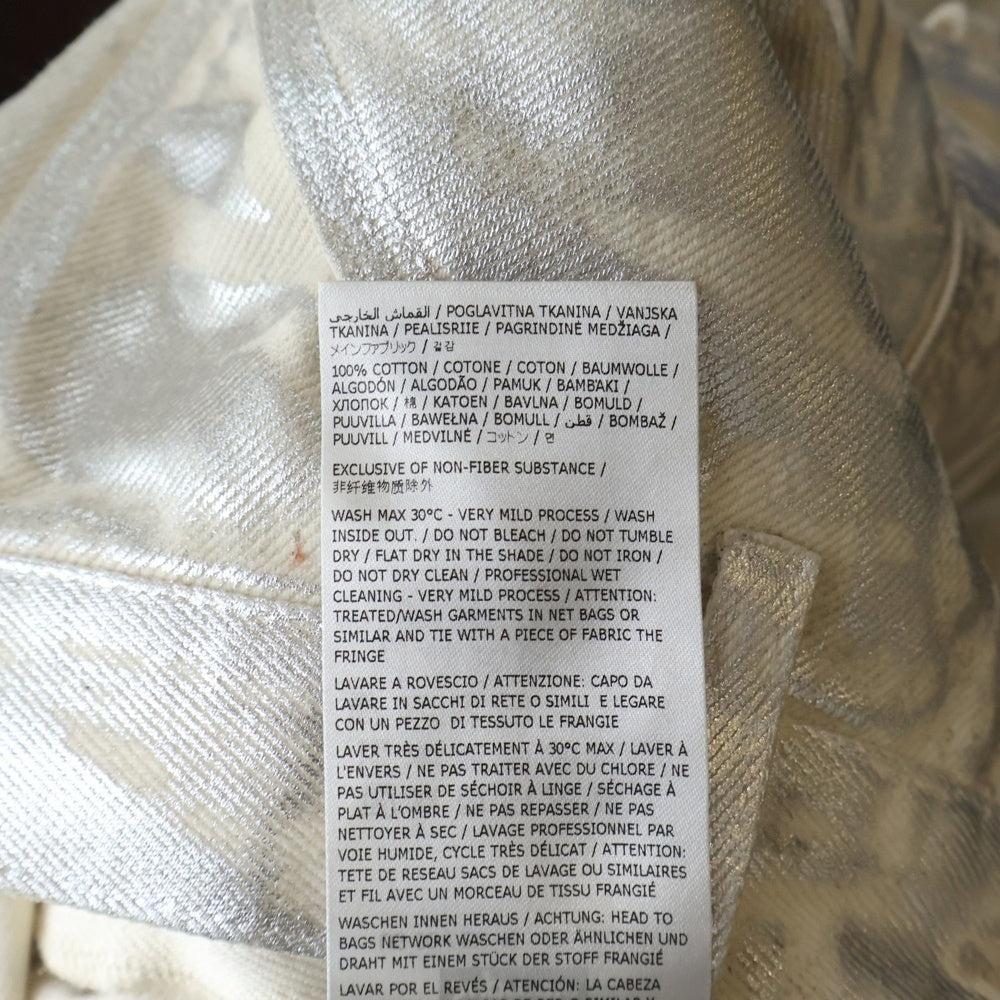 القماش الخارجي / POGLAVITNA TKANINA / VANJSKA
TKANINA / PEALISRIIE / PAGRINDINĖ MEDŽIAGA /
メインファブリック / 겉감
100% COTTON / COTONE / COTON / BAUMWOLLE /
ALGODÓN / ALGODÃO / PAMUK / BAMBAKI /
ХЛОПОК / 棉 / KATOEN / BAVLNA / BOMULD /
PUUVILLA / BAWEŁNA / BOMULL / قطن / BOMBAŽ /
PUUVILL / MEDVILNĖ / コットン / 면
EXCLUSIVE OF NON-FIBER SUBSTANCE /
非纤维物质除外
WASH MAX 30°C - VERY MILD PROCESS / WASH
INSIDE OUT. / DO NOT BLEACH / DO NOT TUMBLE
DRY / FLAT DRY IN THE SHADE / DO NOT IRON /
DO NOT DRY CLEAN / PROFESSIONAL WET
CLEANING - VERY MILD PROCESS / ATTENTION:
TREATED/WASH GARMENTS IN NET BAGS OR
SIMILAR AND TIE WITH A PIECE OF FABRIC THE
FRINGE
LAVARE A ROVESCIO / ATTENZIONE: CAPO DA
LAVARE IN SACCHI DI RETE O SIMILI E LEGARE
CON UN PEZZO DI TESSUTO LE FRANGIE
LAVER TRÈS DÉLICATEMENT À 30°C MAX / LAVER À
L'ENVERS / NE PAS TRAITER AVEC DU CHLORE / NE
PAS UTILISER DE SÉCHOIR À LINGE / SÉCHAGE À
PLAT À L'OMBRE / NE PAS REPASSER / NE PAS
NETTOYER À SEC / LAVAGE PROFESSIONNEL PAR
VOIE HUMIDE, CYCLE TRÈS DÉLICAT / ATTENTION:
TETE DE RESEAU SACS DE LAVAGE OU SIMILAIRES
ET FIL AVEC UN MORCEAU DE TISSU FRANGIÉ
WASCHEN INNEN HERAUS / ACHTUNG: HEAD TO
BAGS NETWORK WASCHEN ODER ÄHNLICHEN UND
DRAHT MIT EINEM STÜCK DER STOFF FRANGIÉ
LAVAR POR EL REVÉS / ATENCIÓN: LA CABEZA